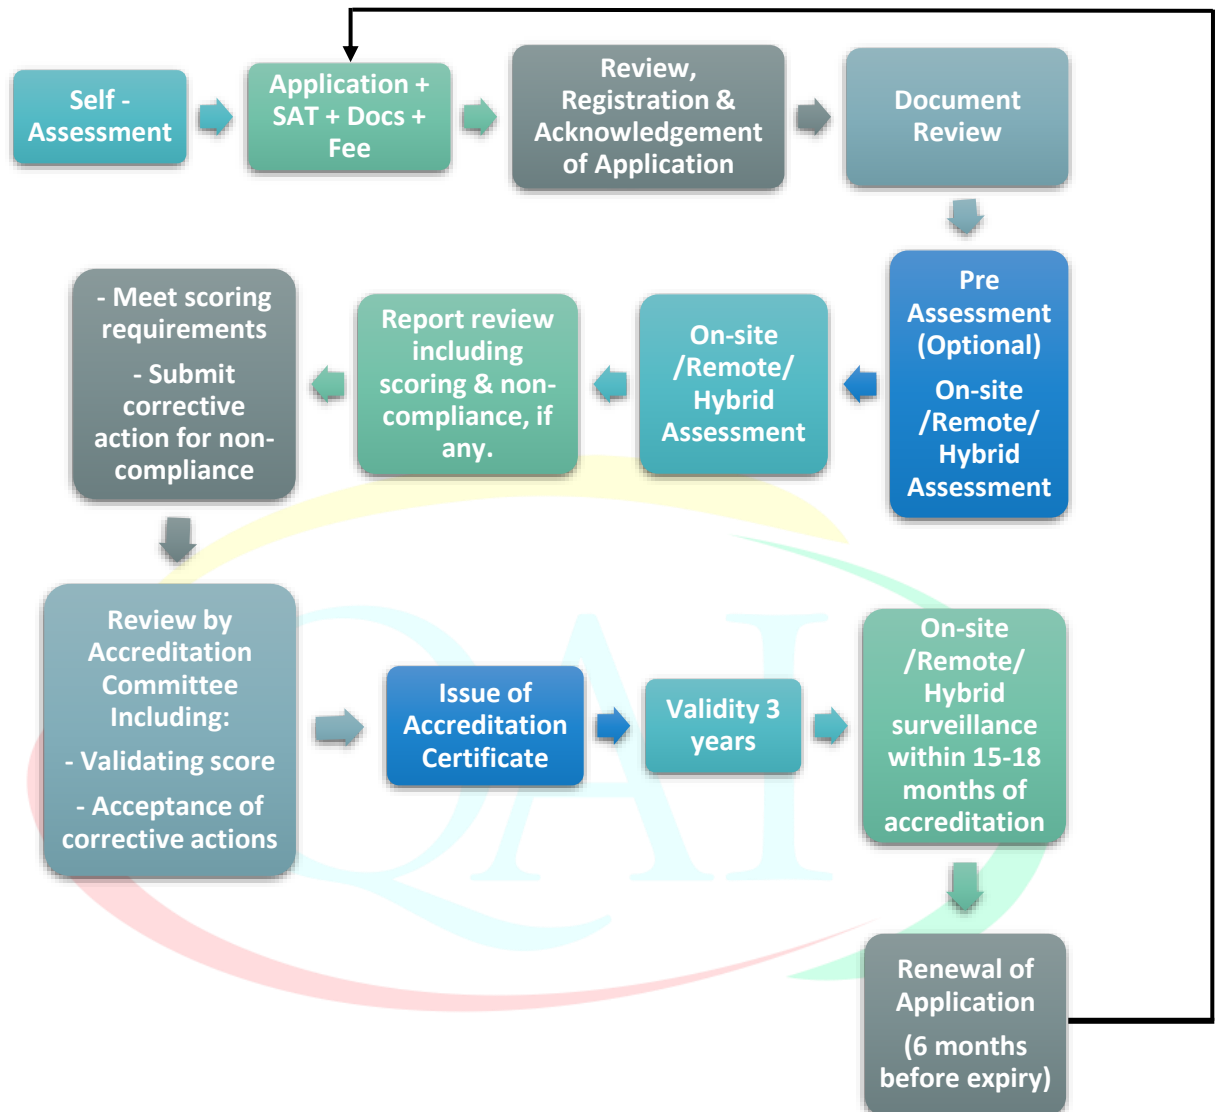 Self -
Assessment
Application +
SAT + Docs +
Fee
Review,
Registration &
Acknowledgement
of Application
Document
Review
Pre
Assessment
(Optional)
On-site
/Remote/
Hybrid
Assessment
On-site
/Remote/
Hybrid
Assessment
Report review
including
scoring & non-
compliance, if
any.
- Meet scoring
requirements
- Submit
corrective
action for non-
compliance
Review by
Accreditation
Committee
Including:
- Validating score
- Acceptance of
corrective actions
Issue of
Accreditation
Certificate
Validity 3
years
On-site
/Remote/
Hybrid
surveillance
within 15-18
months of
accreditation
Renewal of
Application
(6 months
before expiry)
QAI